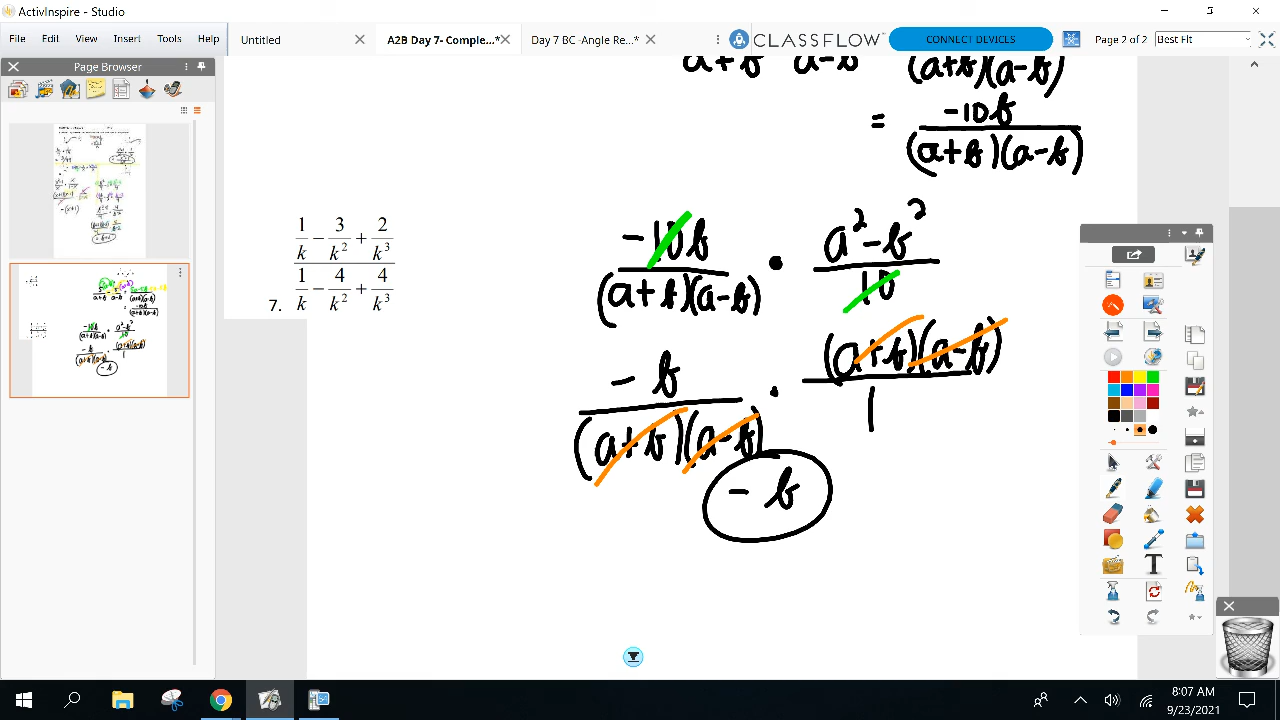 ActivInspire - Studio
File Edit View Insert Tools Help
Untitled
A2B Day 7- Comple...*
Day 7 BC -Angle Re...*
CLASSFLOW™
CONNECT DEVICES
Page 2 of 2
Best Fit
Page Browser
a+b a-b (a+b)(a-b)
= -10b
(a+b)(a-b)
1/k - 3/k² + 2/k³
1/k - 4/k² + 4/k³
7.
-10b • a²-b²
(a+b)(a-b) 10
-b • (a+b)(a-b)
(a+b)(a-b) 1
-b
8:07 AM
9/23/2021